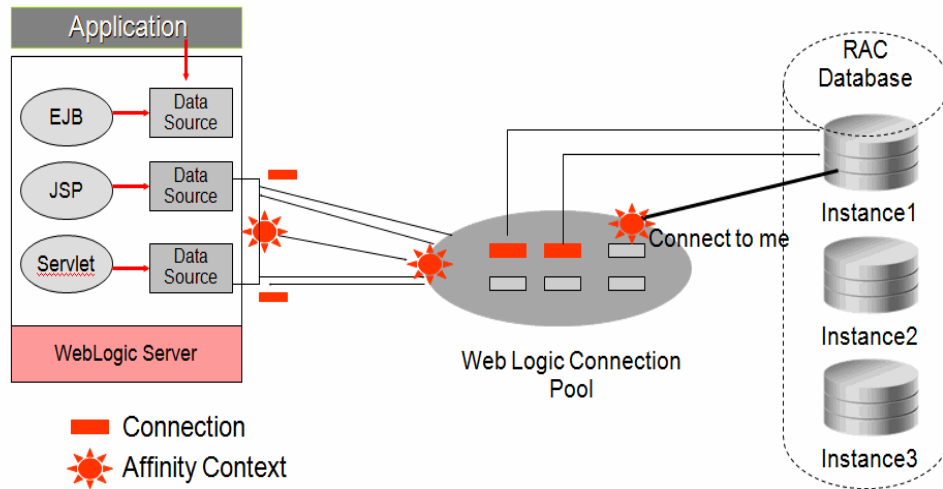 Application
EJB
Data
Source
JSP
Data
Source
Servlet
Data
Source
WebLogic Server
Connect to me
Web Logic Connection
Pool
RAC
Database
Instance1
Instance2
Instance3
Connection
Affinity Context